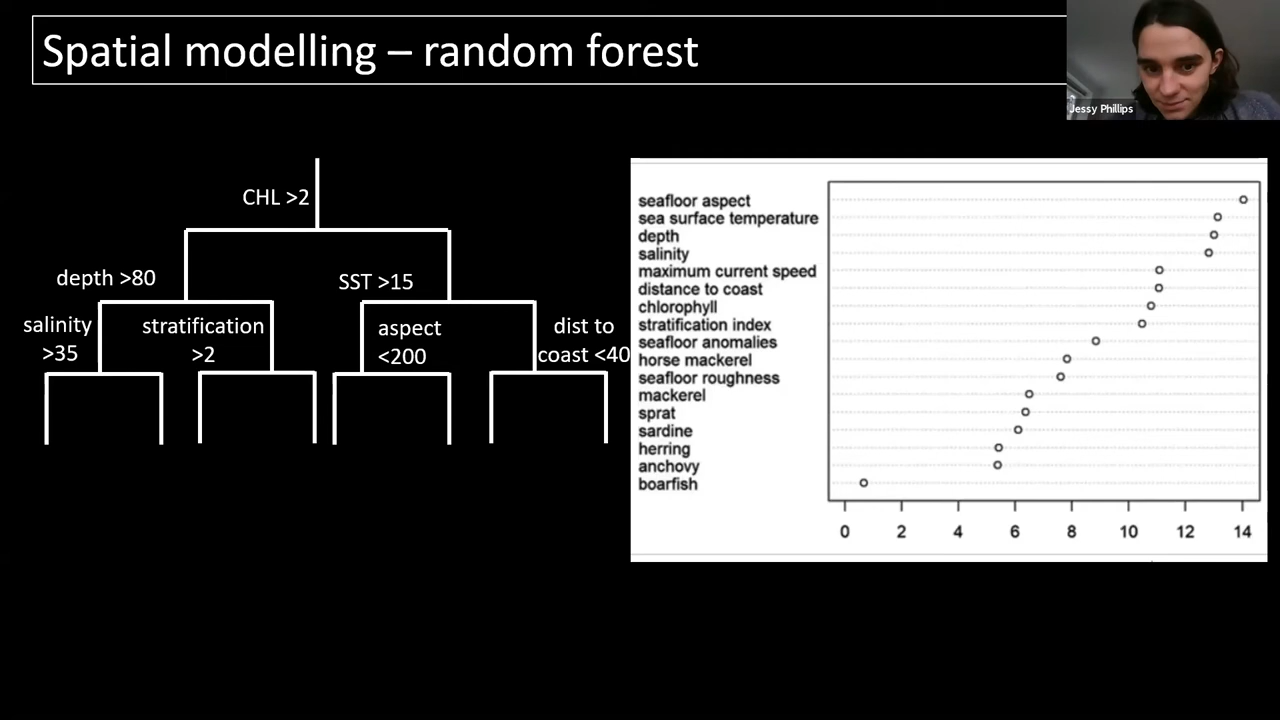 Spatial modelling – random forest
Jessy Phillips
CHL >2
depth >80
SST >15
salinity
>35
stratification
>2
aspect
<200
dist to
coast <40
seafloor aspect
sea surface temperature
depth
salinity
maximum current speed
distance to coast
chlorophyll
stratification index
seafloor anomalies
horse mackerel
seafloor roughness
mackerel
sprat
sardine
herring
anchovy
boarfish
0 2 4 6 8 10 12 14